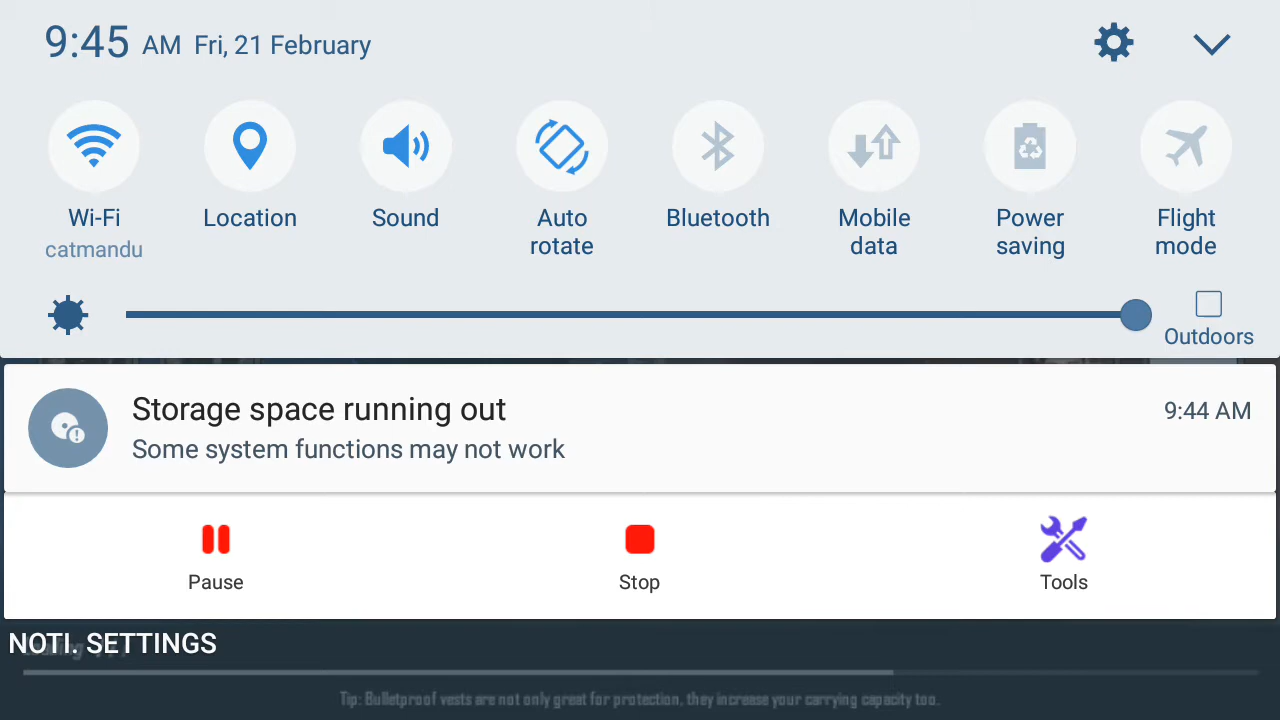 9:45 AM Fri, 21 February
Wi-Fi
catmandu
Location
Sound
Auto
rotate
Bluetooth
Mobile
data
Power
saving
Flight
mode
Outdoors
Storage space running out
9:44 AM
Some system functions may not work
Pause
Stop
Tools
NOTI. SETTINGS
Tip: Bulletproof vests are not only great for protection, they increase your carrying capacity too.